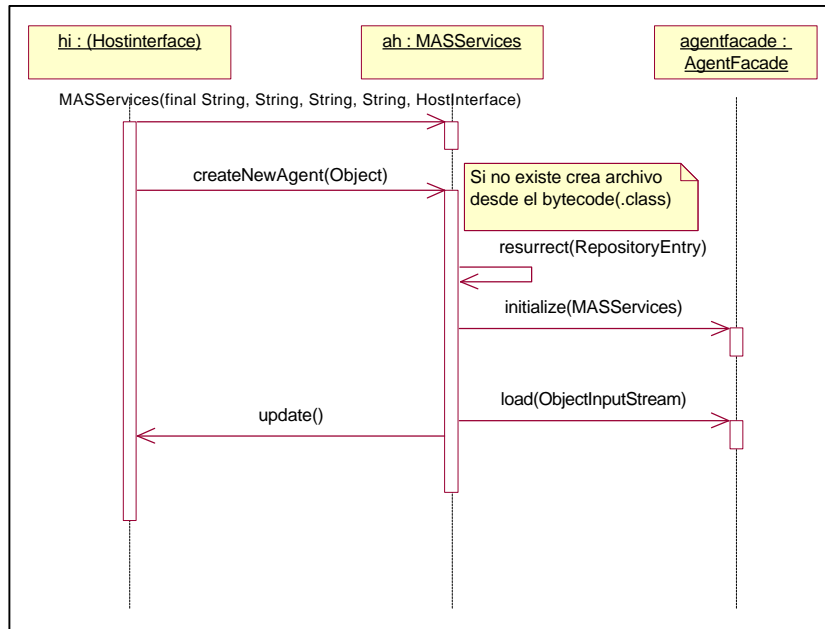 hi : (Hostinterface)
ah : MASServices
agentfacade :
AgentFacade
MASServices(final String, String, String, String, HostInterface)
createNewAgent(Object)
Si no existe crea archivo
desde el bytecode(.class)
resurrect(RepositoryEntry)
initialize(MASServices)
load(ObjectInputStream)
update()